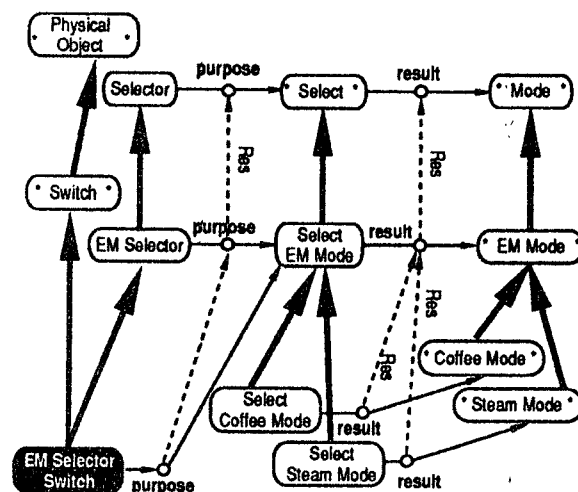 Physical
Object
Selector
purpose
* Select *
result
* Mode *
Res
Res
* Switch *
EM Selector
purpose
Select
EM Mode
result
* EM Mode *
Res
Res
* Coffee Mode *
Select
Coffee Mode
result
* Steam Mode *
EM Selector
Switch
purpose
Select
Steam Mode
result